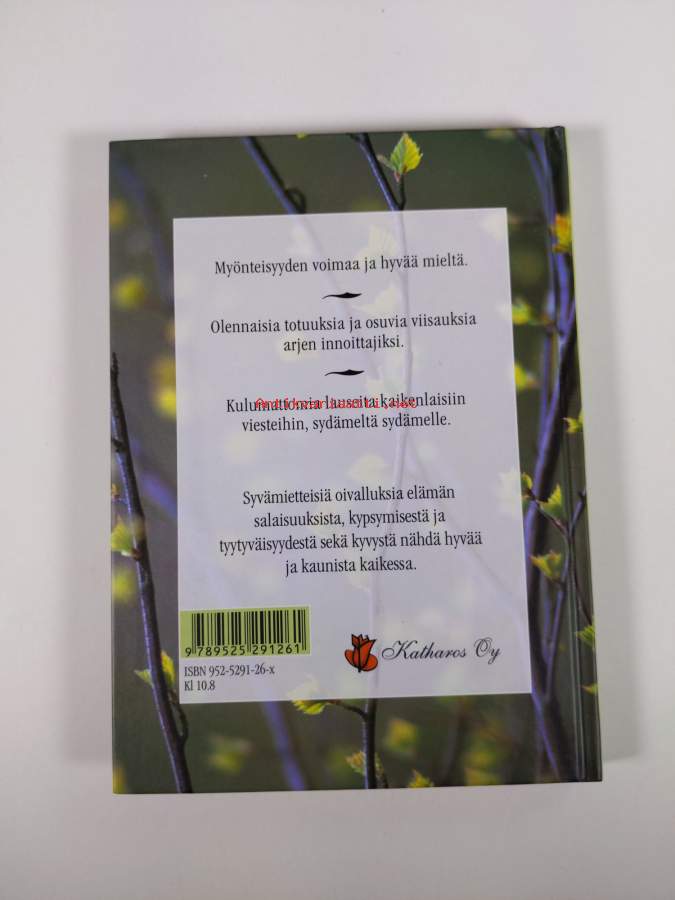 Myönteisyyden voimaa ja hyvää mieltä.
Olennaisia totuuksia ja osuvia viisauksia
arjen innoittajiksi.
Kulumattomia lauseita kaikenlaisiin
viesteihin, sydämeltä sydämelle.
Syvämietteisiä oivalluksia elämän
salaisuuksista, kypsymisestä ja
tyytyväisyydestä sekä kyvystä nähdä hyvää
ja kaunista kaikessa.
9 789525 291261
ISBN 952-5291-26-x
Kl 10.8
Katharos Oy